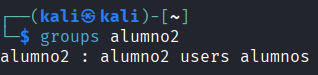 ┌──(kali㉿kali)-[~]
└─$ groups alumno2
alumno2 : alumno2 users alumnos